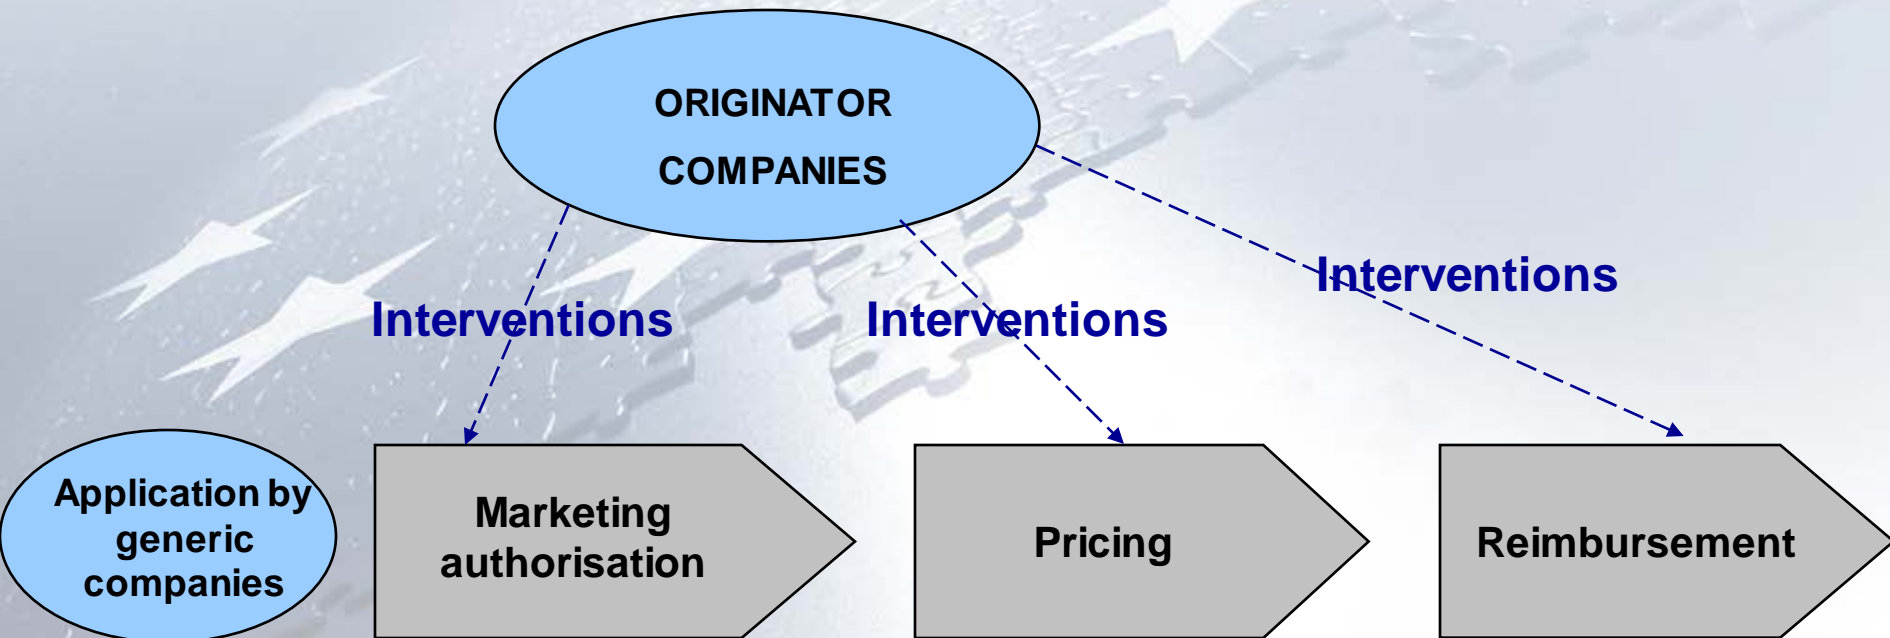 ORIGINATOR
COMPANIES
Interventions
Interventions
Interventions
Application by
generic
companies
Marketing
authorisation
Pricing
Reimbursement